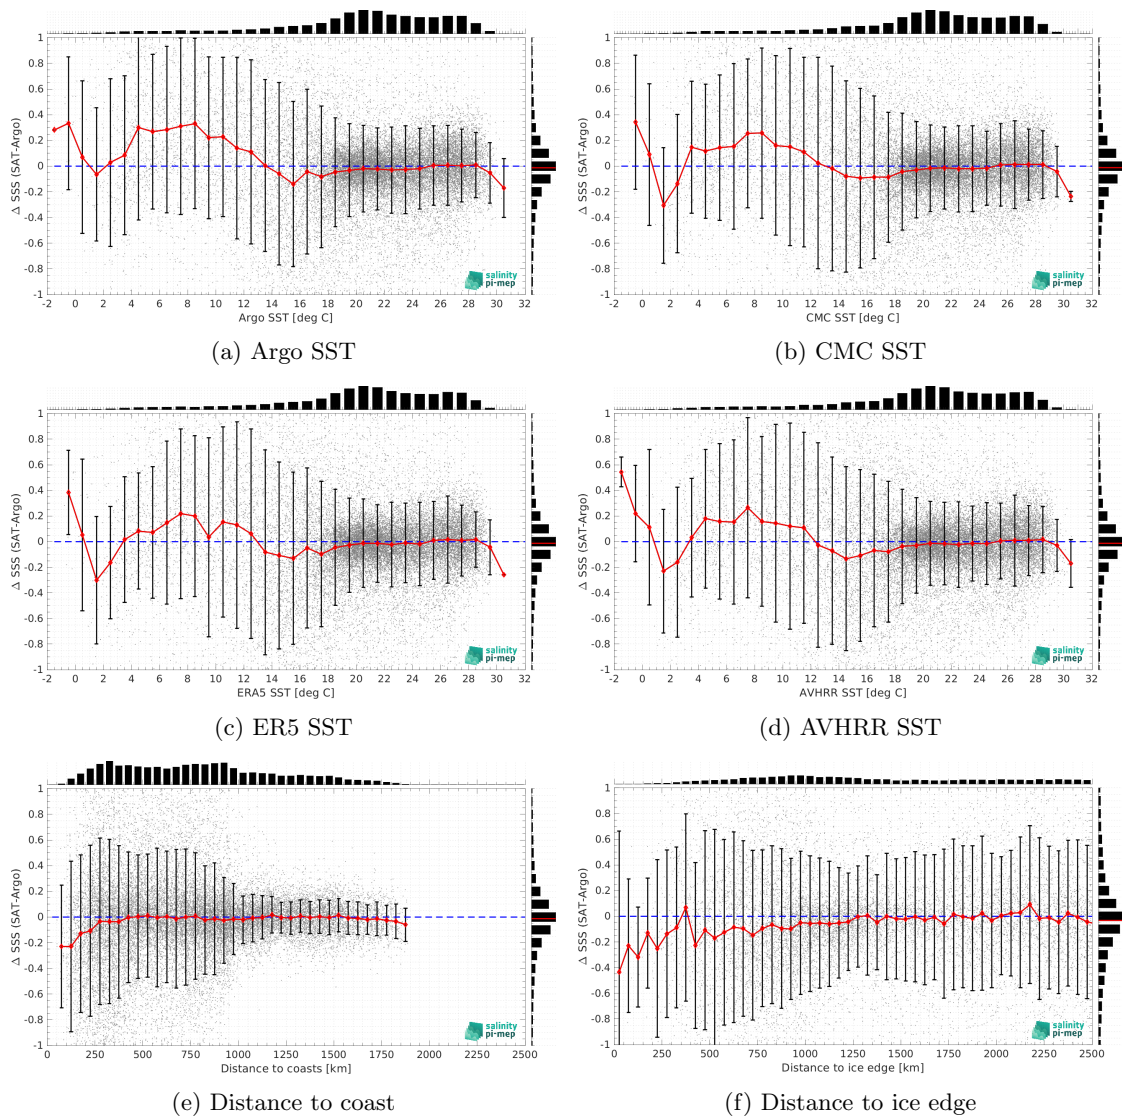 1
0.8
0.6
0.4
0.2
0
-0.2
-0.4
-0.6
-0.8
-1
Δ SSS (SAT-Argo)
-2 0 2 4 6 8 10 12 14 16 18 20 22 24 26 28 30 32
Argo SST [deg C]
salinity
pi-mep
(a) Argo SST
1
0.8
0.6
0.4
0.2
0
-0.2
-0.4
-0.6
-0.8
-1
Δ SSS (SAT-Argo)
-2 0 2 4 6 8 10 12 14 16 18 20 22 24 26 28 30 32
CMC SST [deg C]
salinity
pi-mep
(b) CMC SST
1
0.8
0.6
0.4
0.2
0
-0.2
-0.4
-0.6
-0.8
-1
Δ SSS (SAT-Argo)
-2 0 2 4 6 8 10 12 14 16 18 20 22 24 26 28 30 32
ERA5 SST [deg C]
salinity
pi-mep
(c) ER5 SST
1
0.8
0.6
0.4
0.2
0
-0.2
-0.4
-0.6
-0.8
-1
Δ SSS (SAT-Argo)
-2 0 2 4 6 8 10 12 14 16 18 20 22 24 26 28 30 32
AVHRR SST [deg C]
salinity
pi-mep
(d) AVHRR SST
1
0.8
0.6
0.4
0.2
0
-0.2
-0.4
-0.6
-0.8
-1
Δ SSS (SAT-Argo)
0 250 500 750 1000 1250 1500 1750 2000 2250 2500
Distance to coasts [km]
salinity
pi-mep
(e) Distance to coast
1
0.8
0.6
0.4
0.2
0
-0.2
-0.4
-0.6
-0.8
-1
Δ SSS (SAT-Argo)
0 250 500 750 1000 1250 1500 1750 2000 2250 2500
Distance to ice edge [km]
salinity
pi-mep
(f) Distance to ice edge